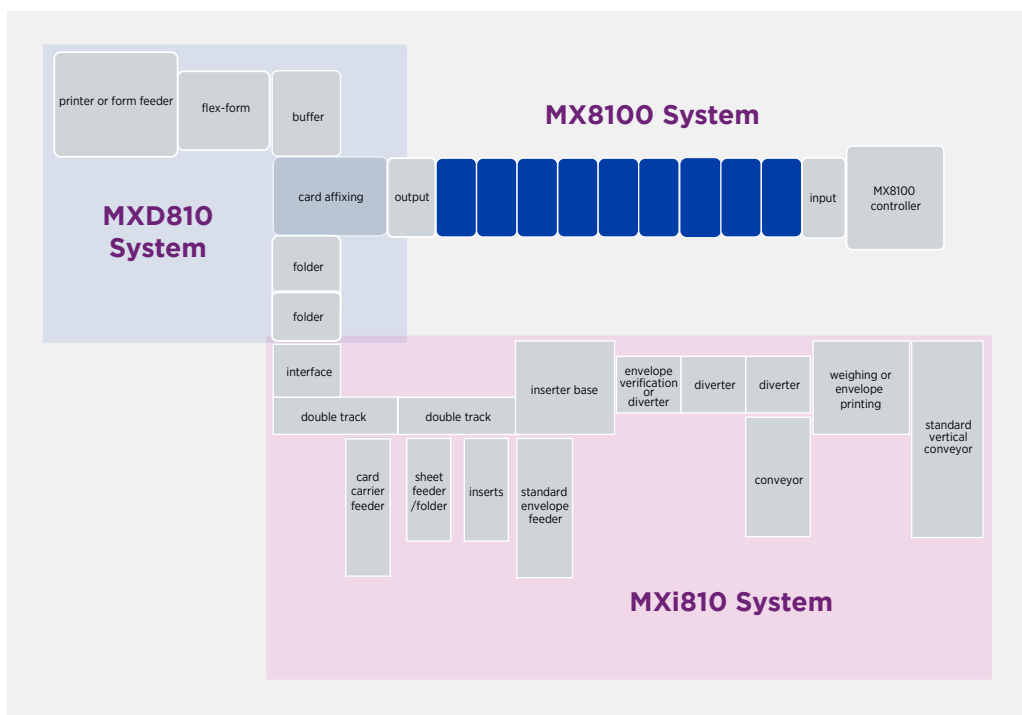 printer or form feeder
flex-form
buffer
MX8100 System
card affixing
output
input
MX8100
controller
MXD810
System
folder
folder
interface
double track
double track
inserter base
envelope
verification
or
diverter
diverter
diverter
weighing or
envelope
printing
standard
vertical
conveyor
card
carrier
feeder
sheet
feeder
/folder
inserts
standard
envelope
feeder
conveyor
MXi810 System